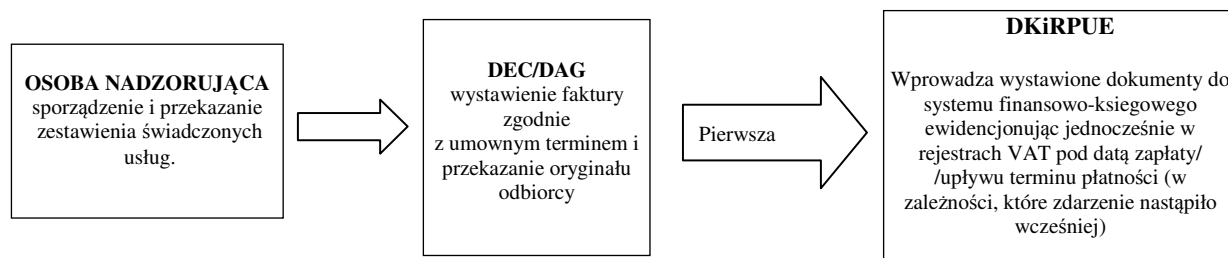 OSOBA NADZORUJĄCA
sporządzenie i przekazanie
zestawienia świadczonych
usług.
DEC/DAG
wystawienie faktury
zgodnie
z umownym terminem i
przekazanie oryginału
odbiorcy
Pierwsza
DKiRPUE
Wprowadza wystawione dokumenty do
systemu finansowo-ksiegowego
ewidencjonując jednocześnie w
rejestrach VAT pod datą zapłaty/
/upływu terminu płatności (w
zależności, które zdarzenie nastąpiło
wcześniej)